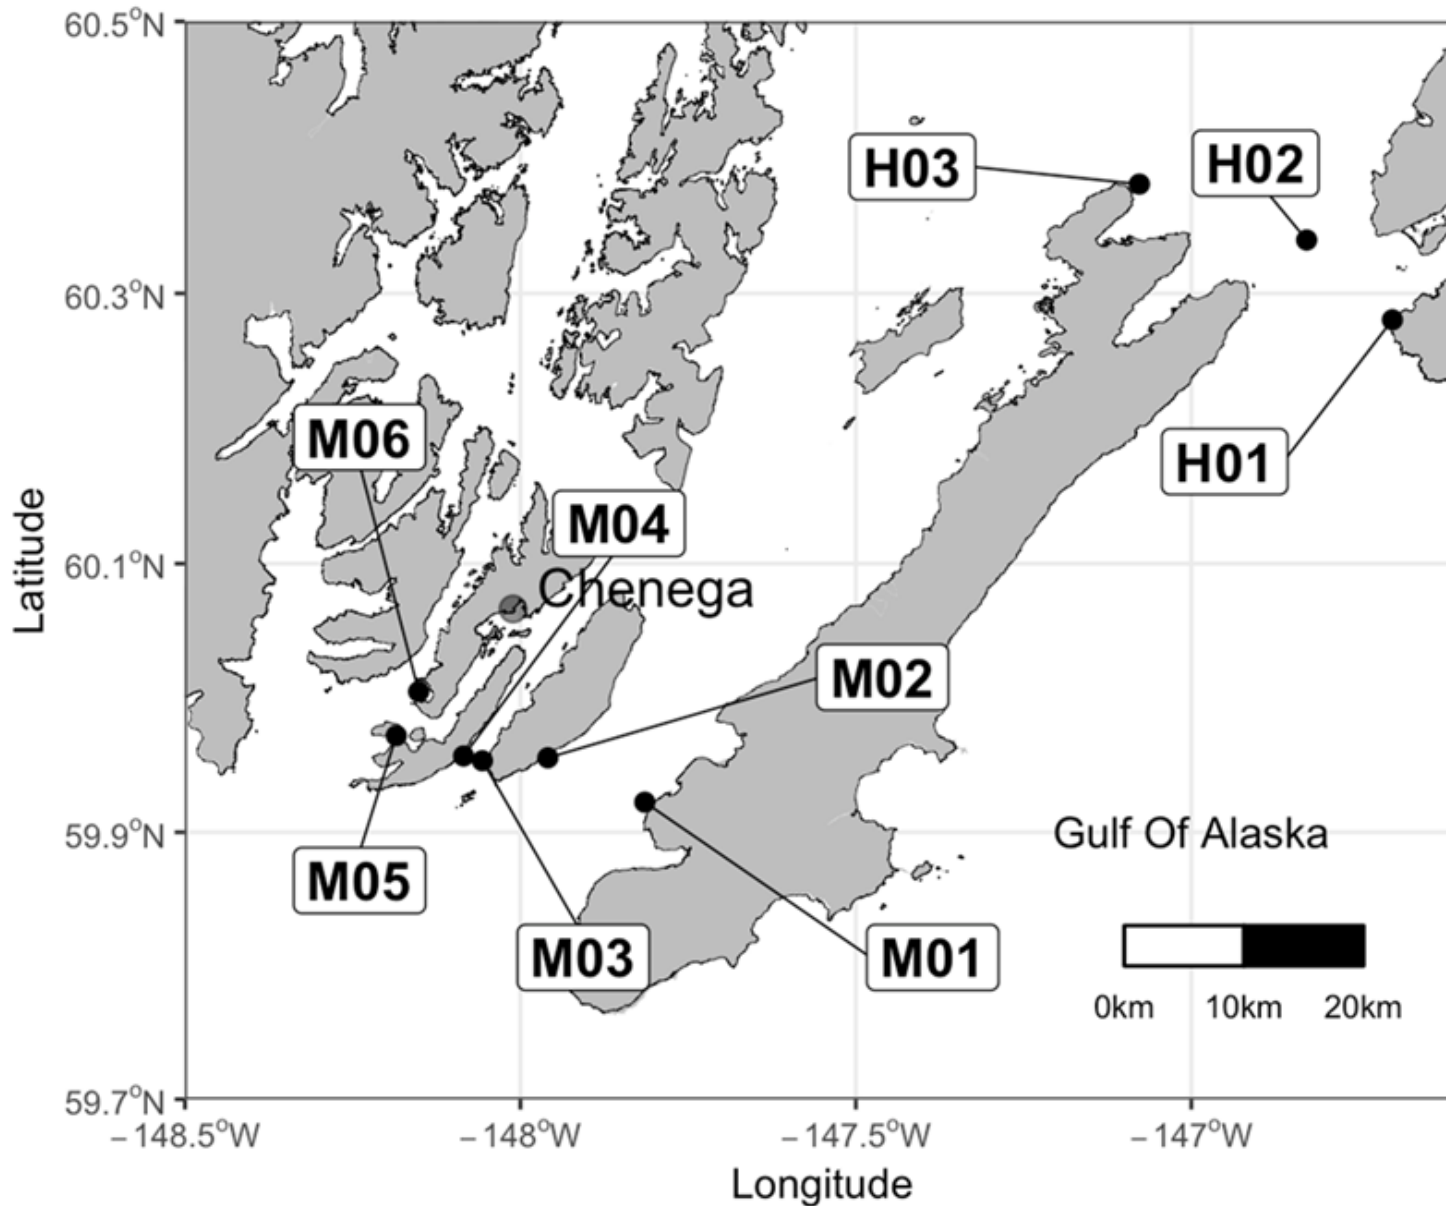 60.5°N
H03
H02
60.3°N
M06
H01
M04
60.1°N
Chenega
M02
59.9°N
Gulf Of Alaska
M05
M03
M01
0km 10km 20km
59.7°N
−148.5°W −148°W −147.5°W −147°W
Longitude
Latitude